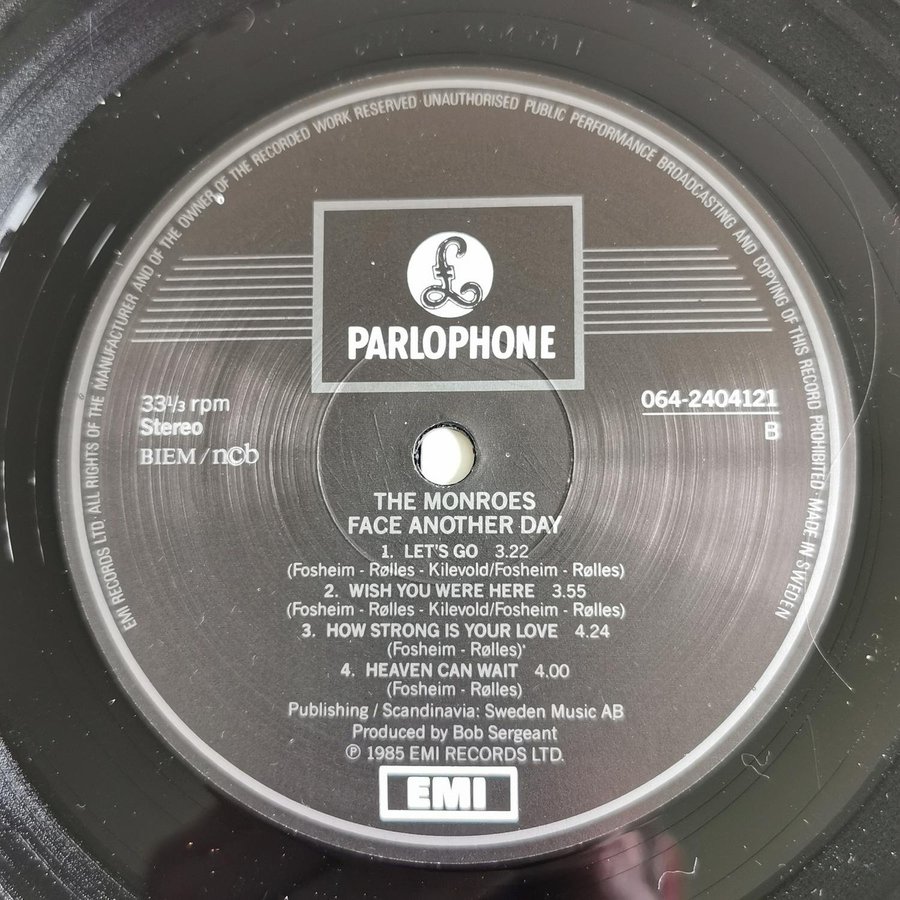 EMI RECORDS LTD · ALL RIGHTS OF THE MANUFACTURER AND OF THE OWNER OF THE RECORDED WORK RESERVED · UNAUTHORISED PUBLIC PERFORMANCE BROADCASTING AND COPYING OF THIS RECORD PROHIBITED · MADE IN SWEDEN
£
PARLOPHONE
33⅓ rpm
Stereo
BIEM/n©b
064-2404121
B
THE MONROES
FACE ANOTHER DAY
1. LET'S GO 3.22
(Fosheim - Rølles - Kilevold/Fosheim - Rølles)
2. WISH YOU WERE HERE 3.55
(Fosheim - Rølles - Kilevold/Fosheim - Rølles)
3. HOW STRONG IS YOUR LOVE 4.24
(Fosheim - Rølles)
4. HEAVEN CAN WAIT 4.00
(Fosheim - Rølles)
Publishing / Scandinavia: Sweden Music AB
Produced by Bob Sergeant
℗ 1985 EMI RECORDS LTD.
EMI